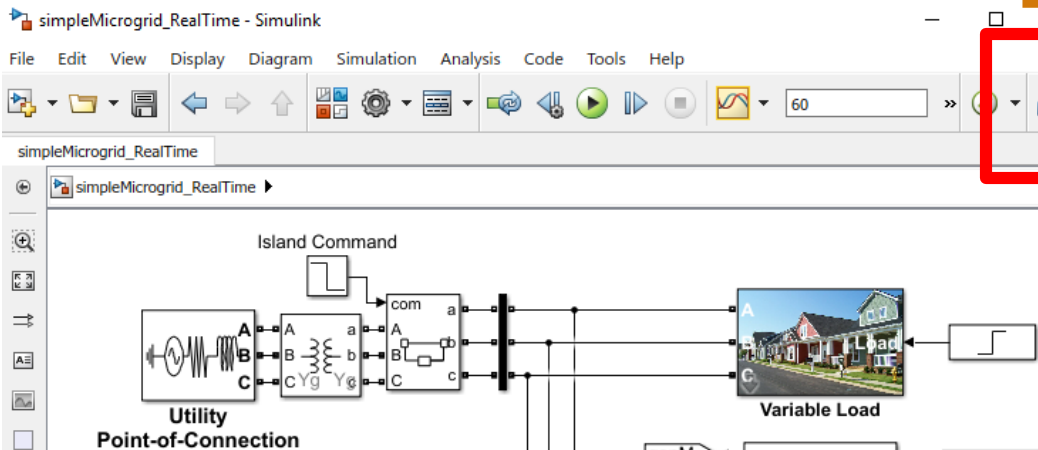 simpleMicrogrid_RealTime - Simulink
File Edit View Display Diagram Simulation Analysis Code Tools Help
60 »
simpleMicrogrid_RealTime
simpleMicrogrid_RealTime
Island Command
com
A A a A a A
B B b B b Load
C C Yg Yg c C c C
Utility
Point-of-Connection
Variable Load